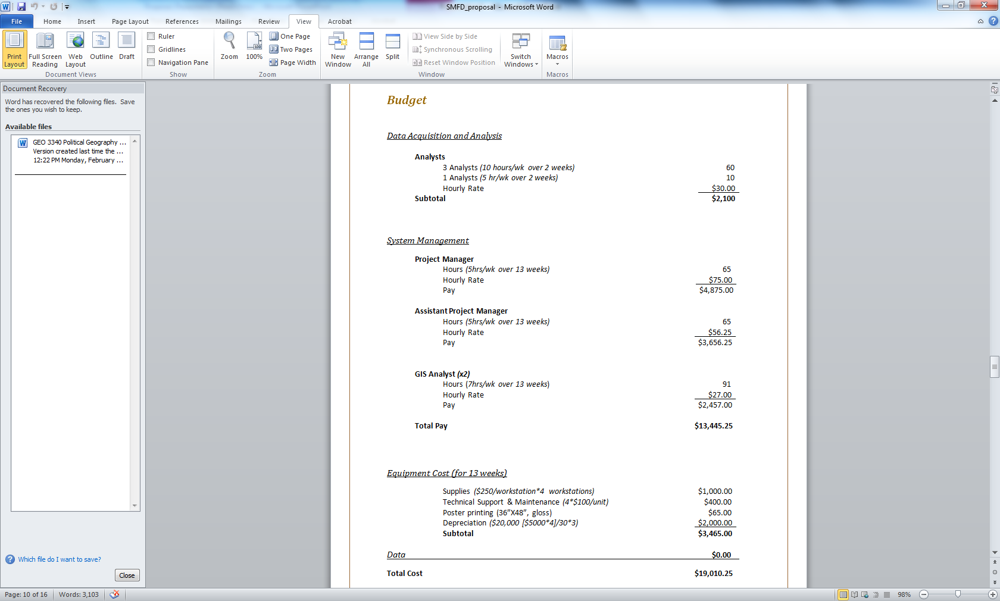 SMFD_proposal - Microsoft Word
File Home Insert Page Layout References Mailings Review View Acrobat
Print Layout
Full Screen Reading
Web Layout
Outline
Draft
Document Views
Ruler
Gridlines
Navigation Pane
Show
Zoom
100%
One Page
Two Pages
Page Width
Zoom
New Window
Arrange All
Split
View Side by Side
Synchronous Scrolling
Reset Window Position
Window
Switch Windows
Macros
Macros
Document Recovery
Word has recovered the following files. Save
the ones you wish to keep.
Available files
GEO 3340 Political Geography ...
Version created last time the ...
12:22 PM Monday, February ...
Which file do I want to save?
Close
Budget
Data Acquisition and Analysis
Analysts
3 Analysts (10 hours/wk over 2 weeks) 60
1 Analysts (5 hr/wk over 2 weeks) 10
Hourly Rate $30.00
Subtotal $2,100
System Management
Project Manager
Hours (5hrs/wk over 13 weeks) 65
Hourly Rate $75.00
Pay $4,875.00
Assistant Project Manager
Hours (5hrs/wk over 13 weeks) 65
Hourly Rate $56.25
Pay $3,656.25
GIS Analyst (x2)
Hours (7hrs/wk over 13 weeks) 91
Hourly Rate $27.00
Pay $2,457.00
Total Pay $13,445.25
Equipment Cost (for 13 weeks)
Supplies ($250/workstation*4 workstations) $1,000.00
Technical Support & Maintenance (4*$100/unit) $400.00
Poster printing (36"X48", gloss) $65.00
Depreciation ($20,000 [$5000*4]/30*3) $2,000.00
Subtotal $3,465.00
Data $0.00
Total Cost $19,010.25
Page: 10 of 16 Words: 3,103 98%